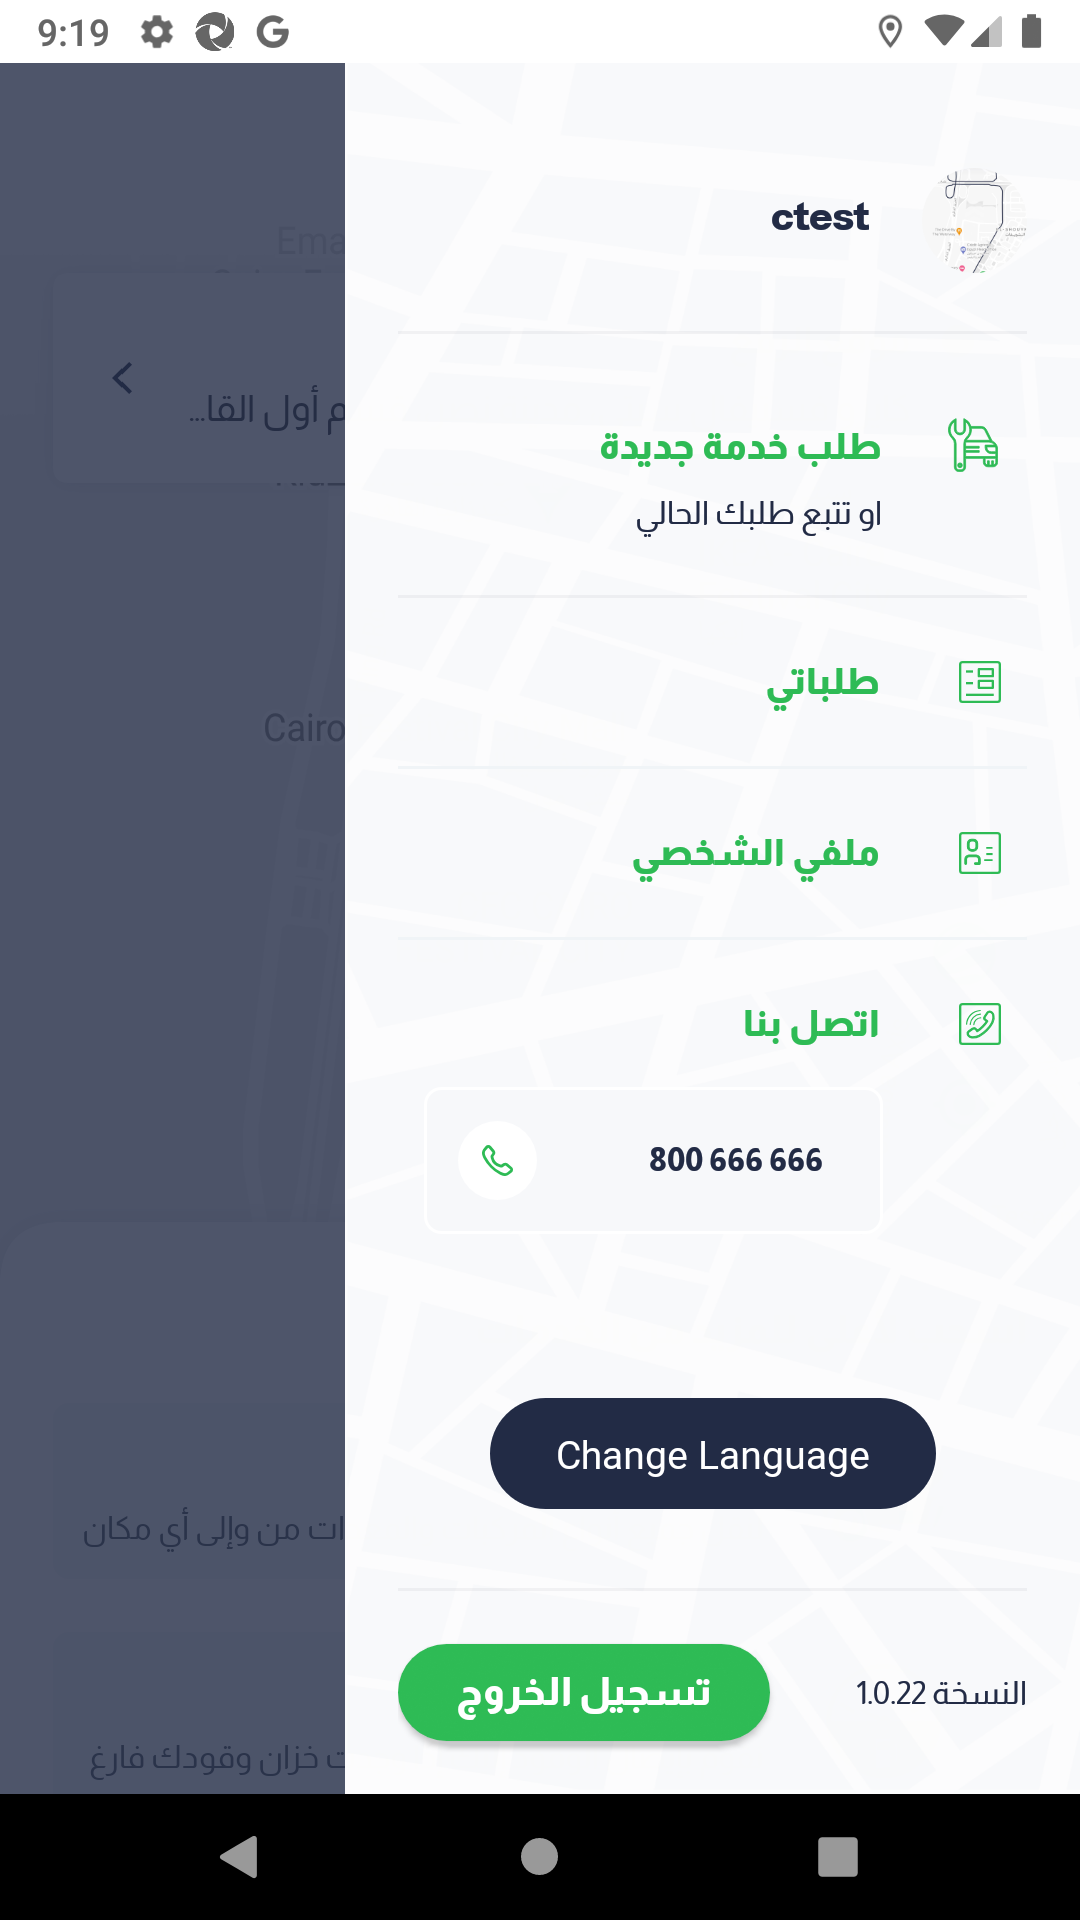 9:19
ctest
Ema
م أول القا...
طلب خدمة جديدة
او تتبع طلبك الحالي
طلباتي
Cairo
ملفي الشخصي
اتصل بنا
800 666 666
Change Language
ات من وإلى أي مكان
تسجيل الخروج
النسخة 1.0.22
ت خزان وقودك فارغ